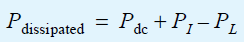 P_dissipated = P_dc + P_I − P_L